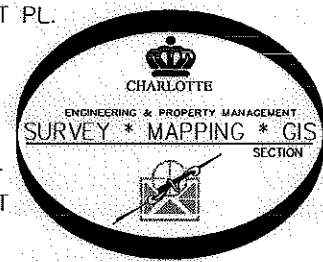 T PL.
CHARLOTTE
ENGINEERING & PROPERTY MANAGEMENT
SURVEY * MAPPING * GIS
SECTION
T